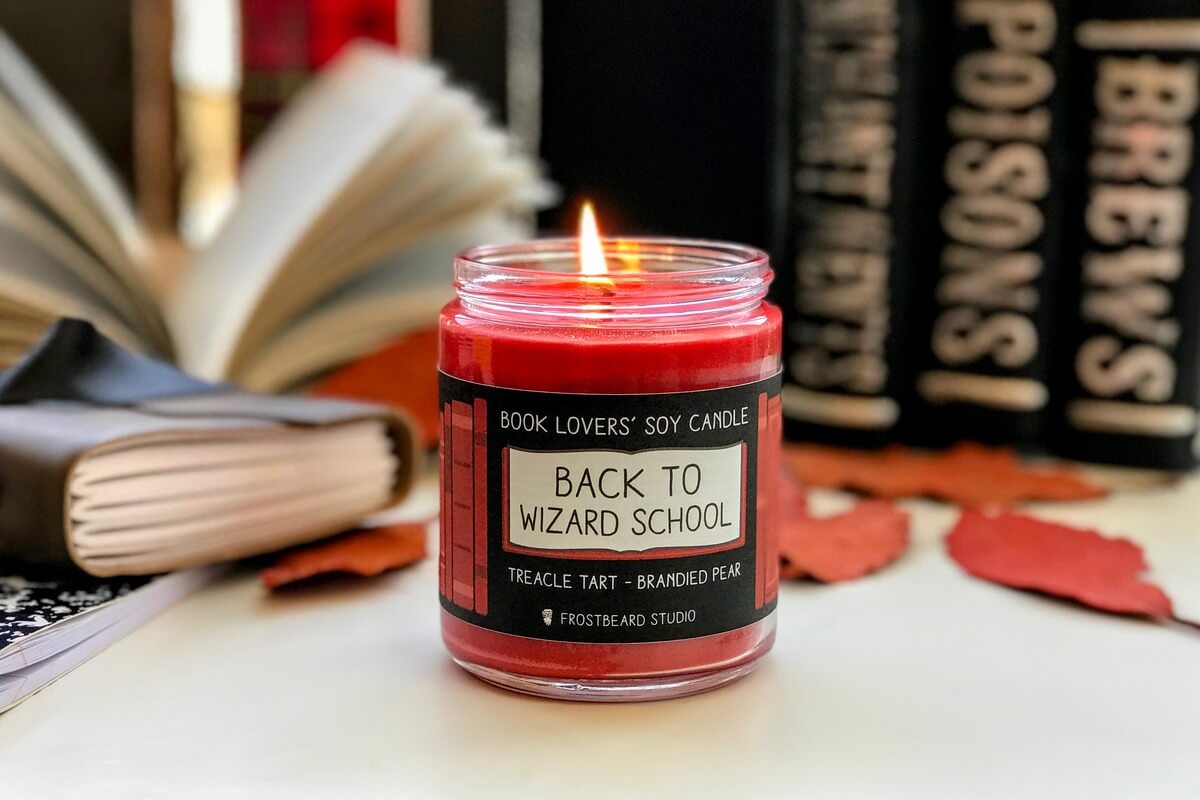 BOOK LOVERS' SOY CANDLE
BACK TO
WIZARD SCHOOL
TREACLE TART - BRANDIED PEAR
FROSTBEARD STUDIO
POISONS
BREWS